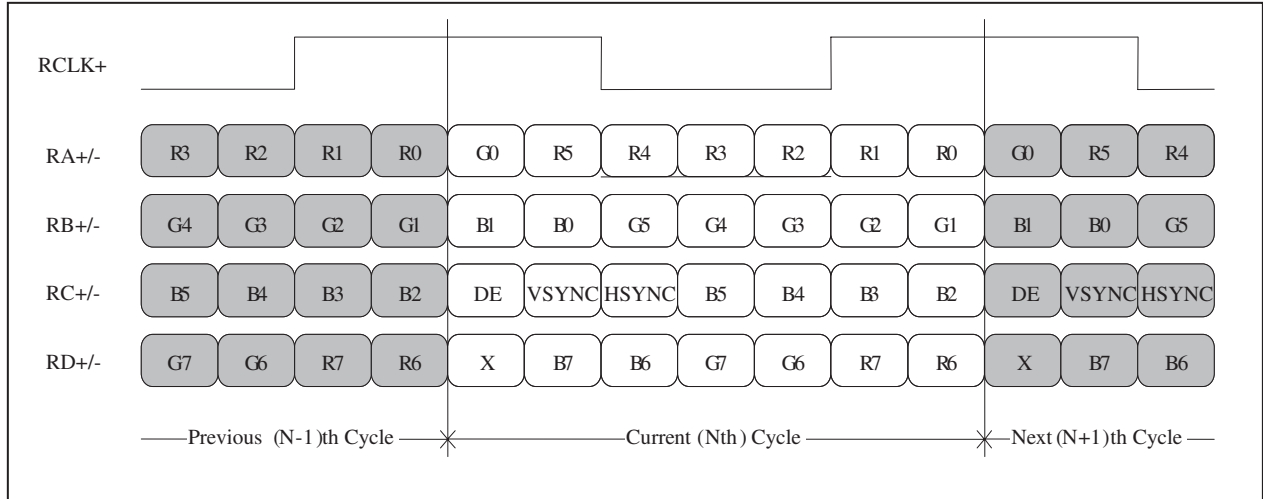 RCLK+
RA+/- R3 R2 R1 R0 G0 R5 R4 R3 R2 R1 R0 G0 R5 R4
RB+/- G4 G3 G2 G1 B1 B0 G5 G4 G3 G2 G1 B1 B0 G5
RC+/- B5 B4 B3 B2 DE VSYNC HSYNC B5 B4 B3 B2 DE VSYNC HSYNC
RD+/- G7 G6 R7 R6 X B7 B6 G7 G6 R7 R6 X B7 B6
Previous (N-1)th Cycle Current (Nth) Cycle Next (N+1)th Cycle